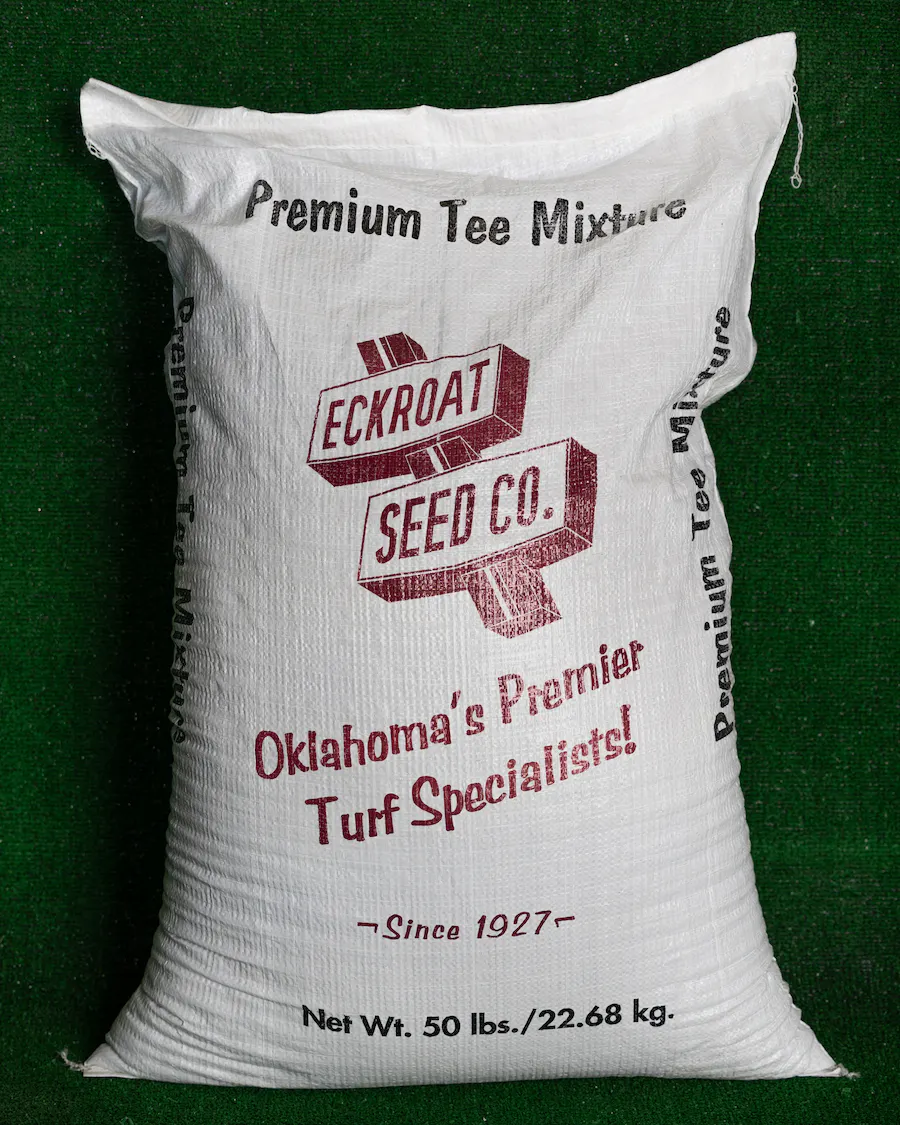 Premium Tee Mixture
Premium Tee Mixture
ECKROAT
SEED CO.
Premium Tee Mixture
Oklahoma's Premier
Turf Specialists!
¬Since 1927⌐
Net Wt. 50 lbs./22.68 kg.